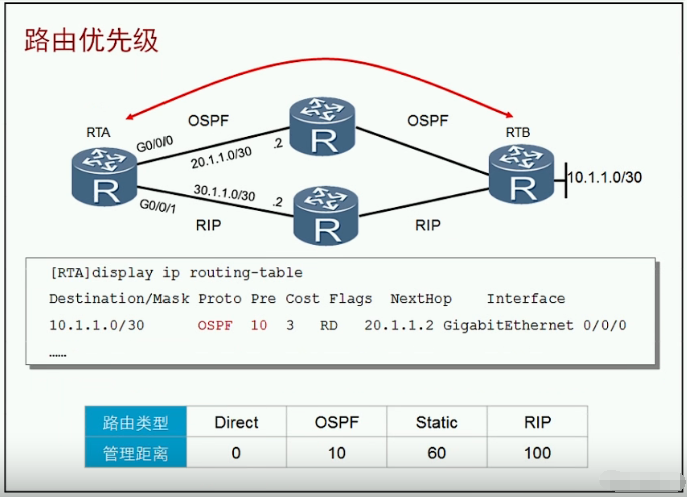 路由优先级
RTA
G0/0/0
OSPF
20.1.1.0/30
.2
R
OSPF
RTB
R
R
10.1.1.0/30
G0/0/1
30.1.1.0/30
.2
RIP
R
RIP
[RTA]display ip routing-table
Destination/Mask Proto Pre Cost Flags NextHop Interface
10.1.1.0/30 OSPF 10 3 RD 20.1.1.2 GigabitEthernet 0/0/0
……
路由类型 Direct OSPF Static RIP
管理距离 0 10 60 100